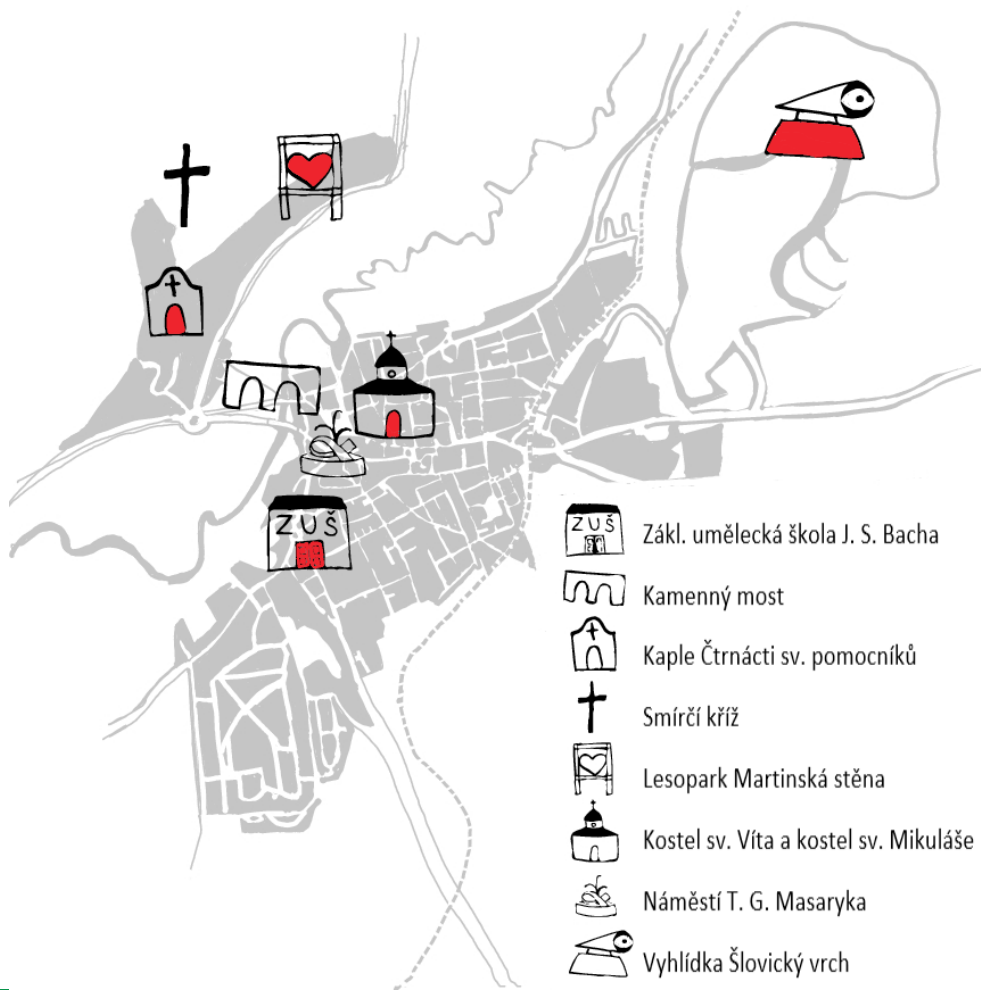 ZUŠ
ZUŠ Zákl. umělecká škola J. S. Bacha
Kamenný most
Kaple Čtrnácti sv. pomocníků
Smírčí kříž
Lesopark Martinská stěna
Kostel sv. Víta a kostel sv. Mikuláše
Náměstí T. G. Masaryka
Vyhlídka Šlovický vrch